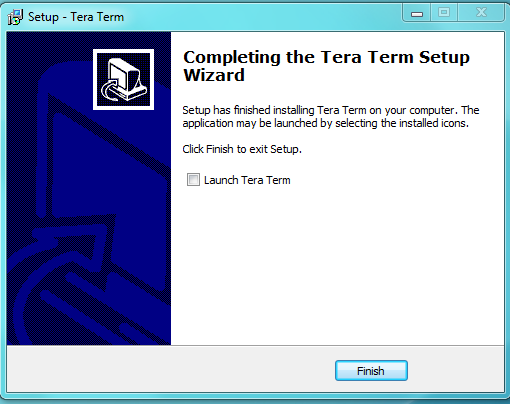 Setup - Tera Term
Completing the Tera Term Setup
Wizard
Setup has finished installing Tera Term on your computer. The
application may be launched by selecting the installed icons.
Click Finish to exit Setup.
Launch Tera Term
Finish